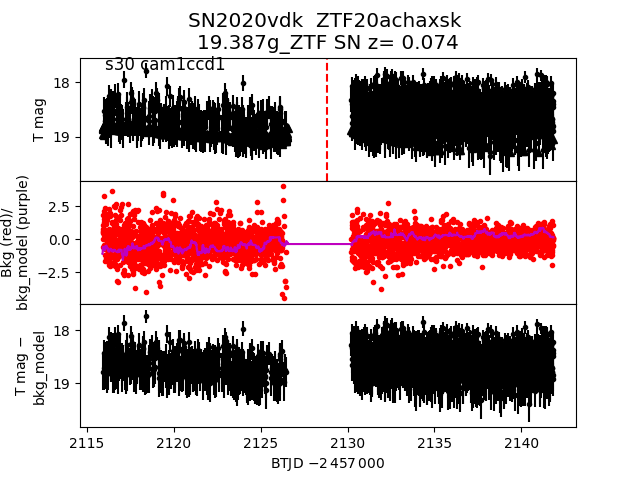 SN2020vdk  ZTF20achaxsk
19.387g_ZTF SN z= 0.074
s30 cam1ccd1
18
19
T mag
2.5
0.0
−2.5
Bkg (red)/
bkg_model (purple)
18
19
T mag −
bkg_model
2115
2120
2125
2130
2135
2140
BTJD −2 457 000